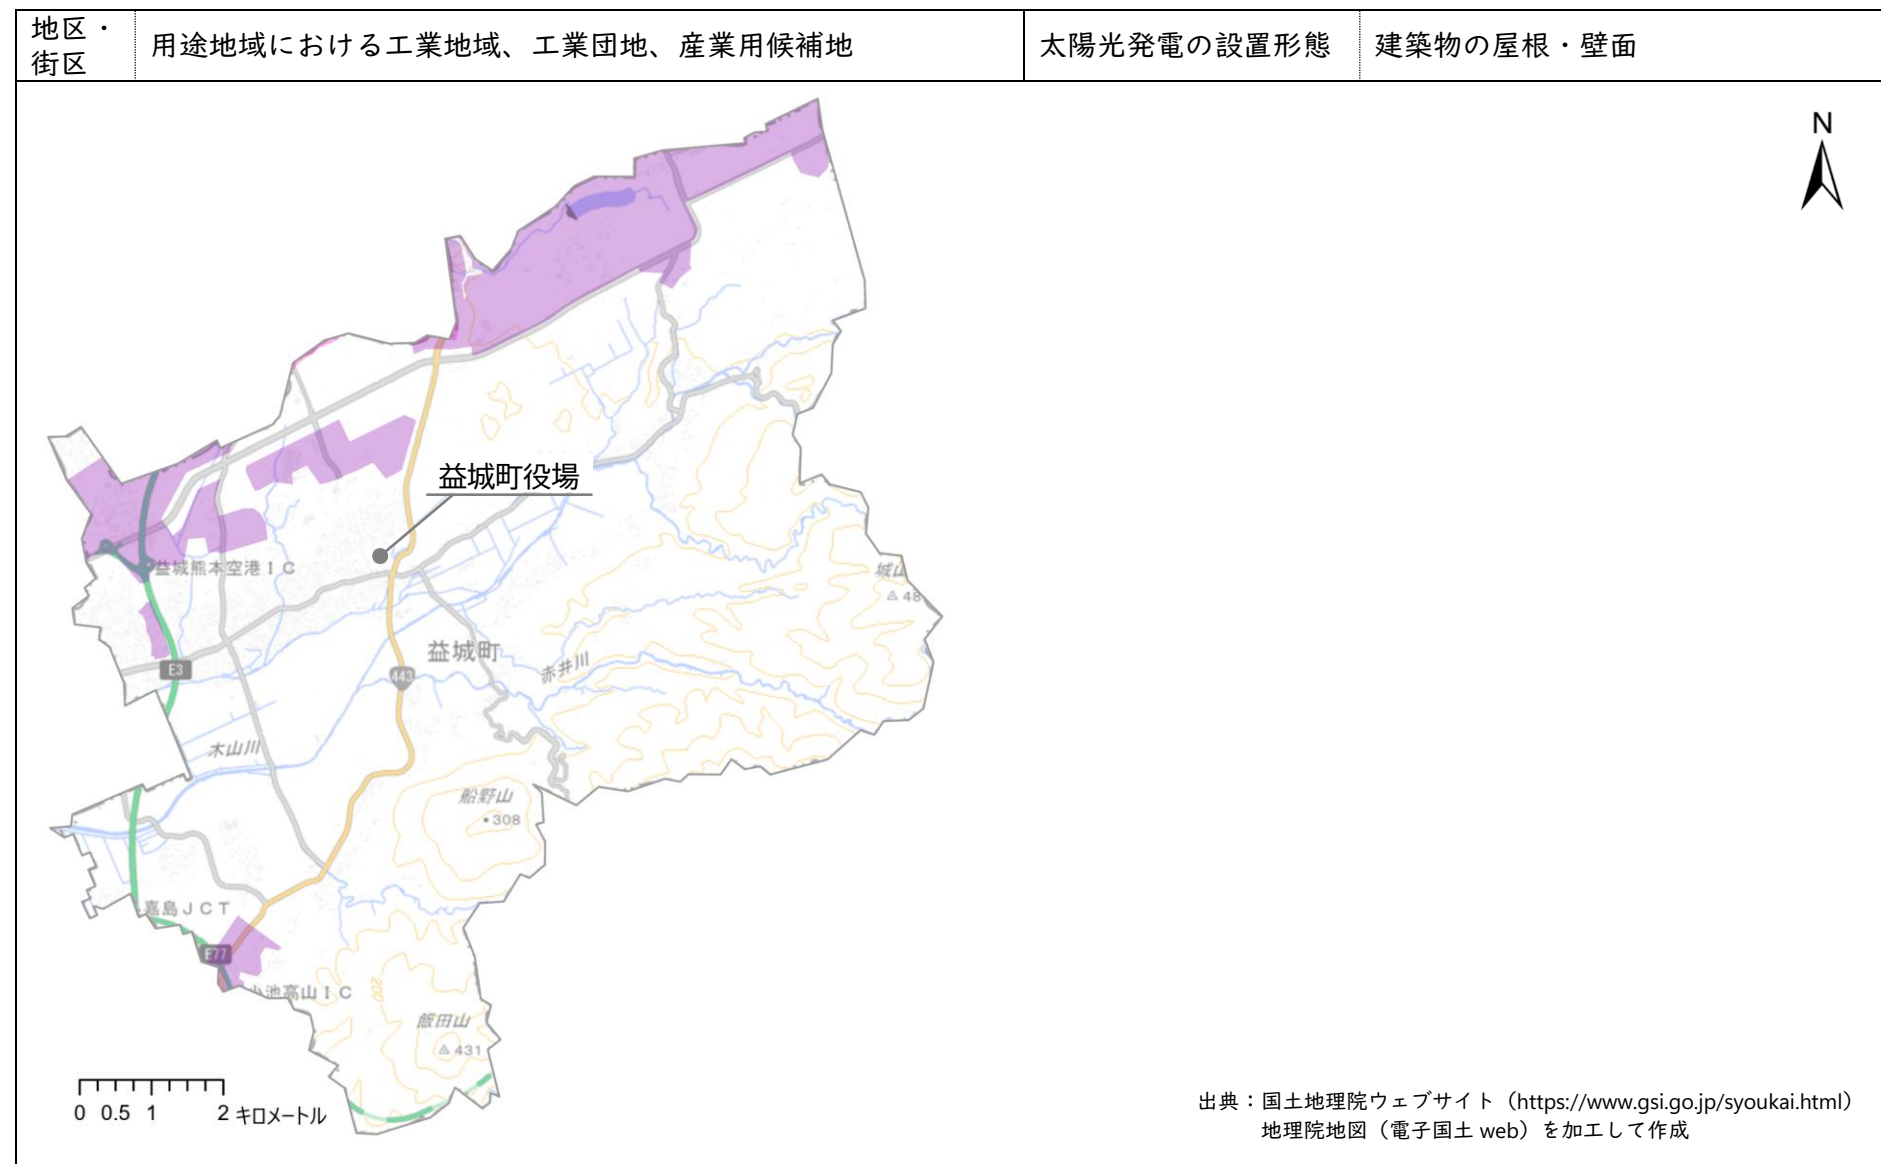 地区・
街区
用途地域における工業地域、工業団地、産業用候補地
太陽光発電の設置形態
建築物の屋根・壁面
N
益城町役場
益城熊本空港IC
城山
48
益城町
赤井川
E3
443
木山川
船野山
308
嘉島JCT
E77
小池高山IC
200
飯田山
431
0 0.5 1 2 キロメートル
出典：国土地理院ウェブサイト（https://www.gsi.go.jp/syoukai.html）
地理院地図（電子国土 web）を加工して作成